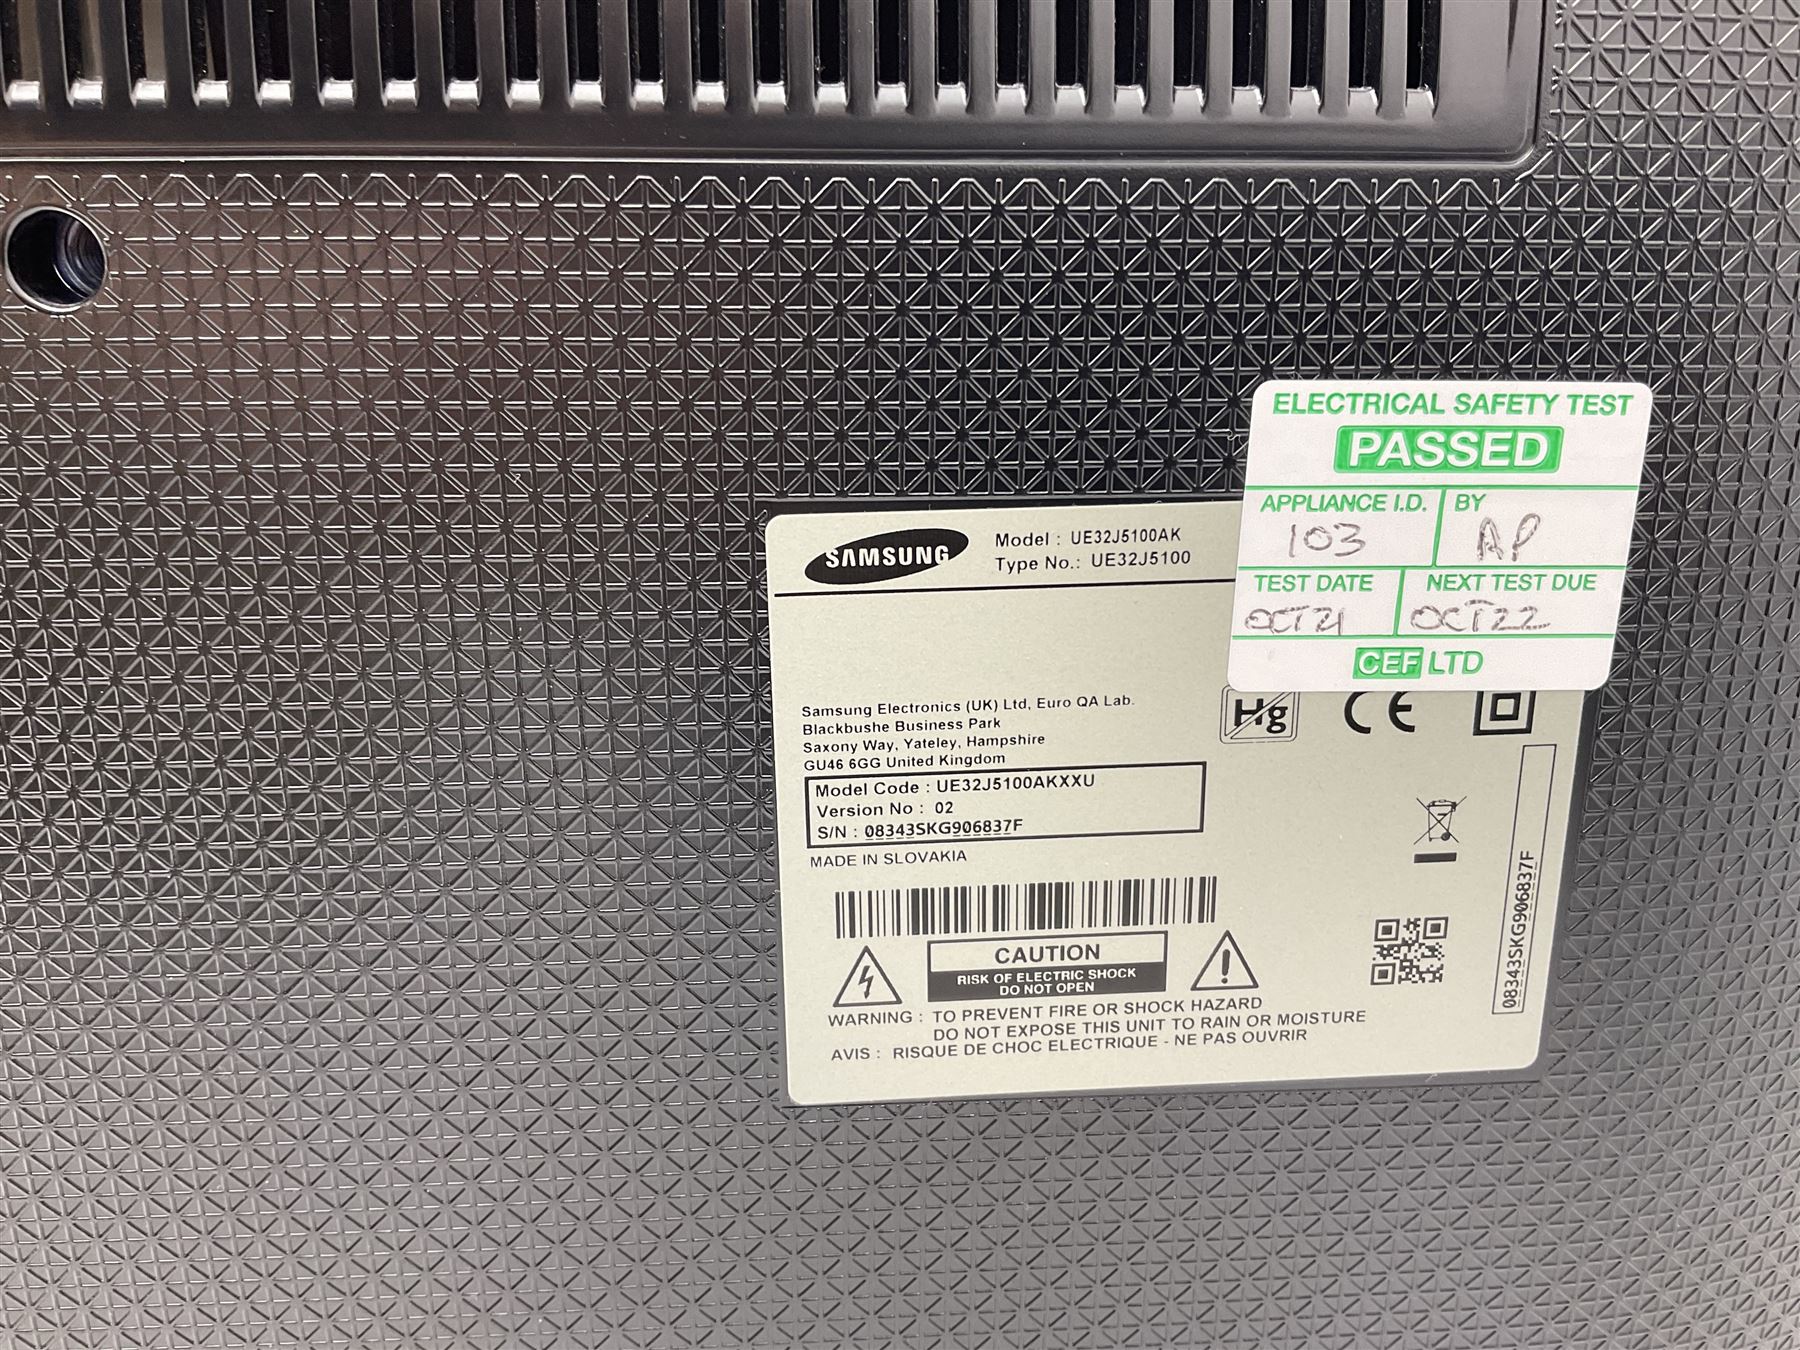 ELECTRICAL SAFETY TEST
PASSED
APPLIANCE I.D. BY
103 AP
TEST DATE NEXT TEST DUE
OCT21 OCT22
CEF LTD
SAMSUNG
Model : UE32J5100AK
Type No.: UE32J5100
Samsung Electronics (UK) Ltd, Euro QA Lab.
Blackbushe Business Park
Saxony Way, Yateley, Hampshire
GU46 6GG United Kingdom
Hg CE
Model Code : UE32J5100AKXXU
Version No : 02
S/N : 08343SKG906837F
MADE IN SLOVAKIA
08343SKG906837F
CAUTION
RISK OF ELECTRIC SHOCK
DO NOT OPEN
WARNING : TO PREVENT FIRE OR SHOCK HAZARD
DO NOT EXPOSE THIS UNIT TO RAIN OR MOISTURE
AVIS : RISQUE DE CHOC ELECTRIQUE - NE PAS OUVRIR